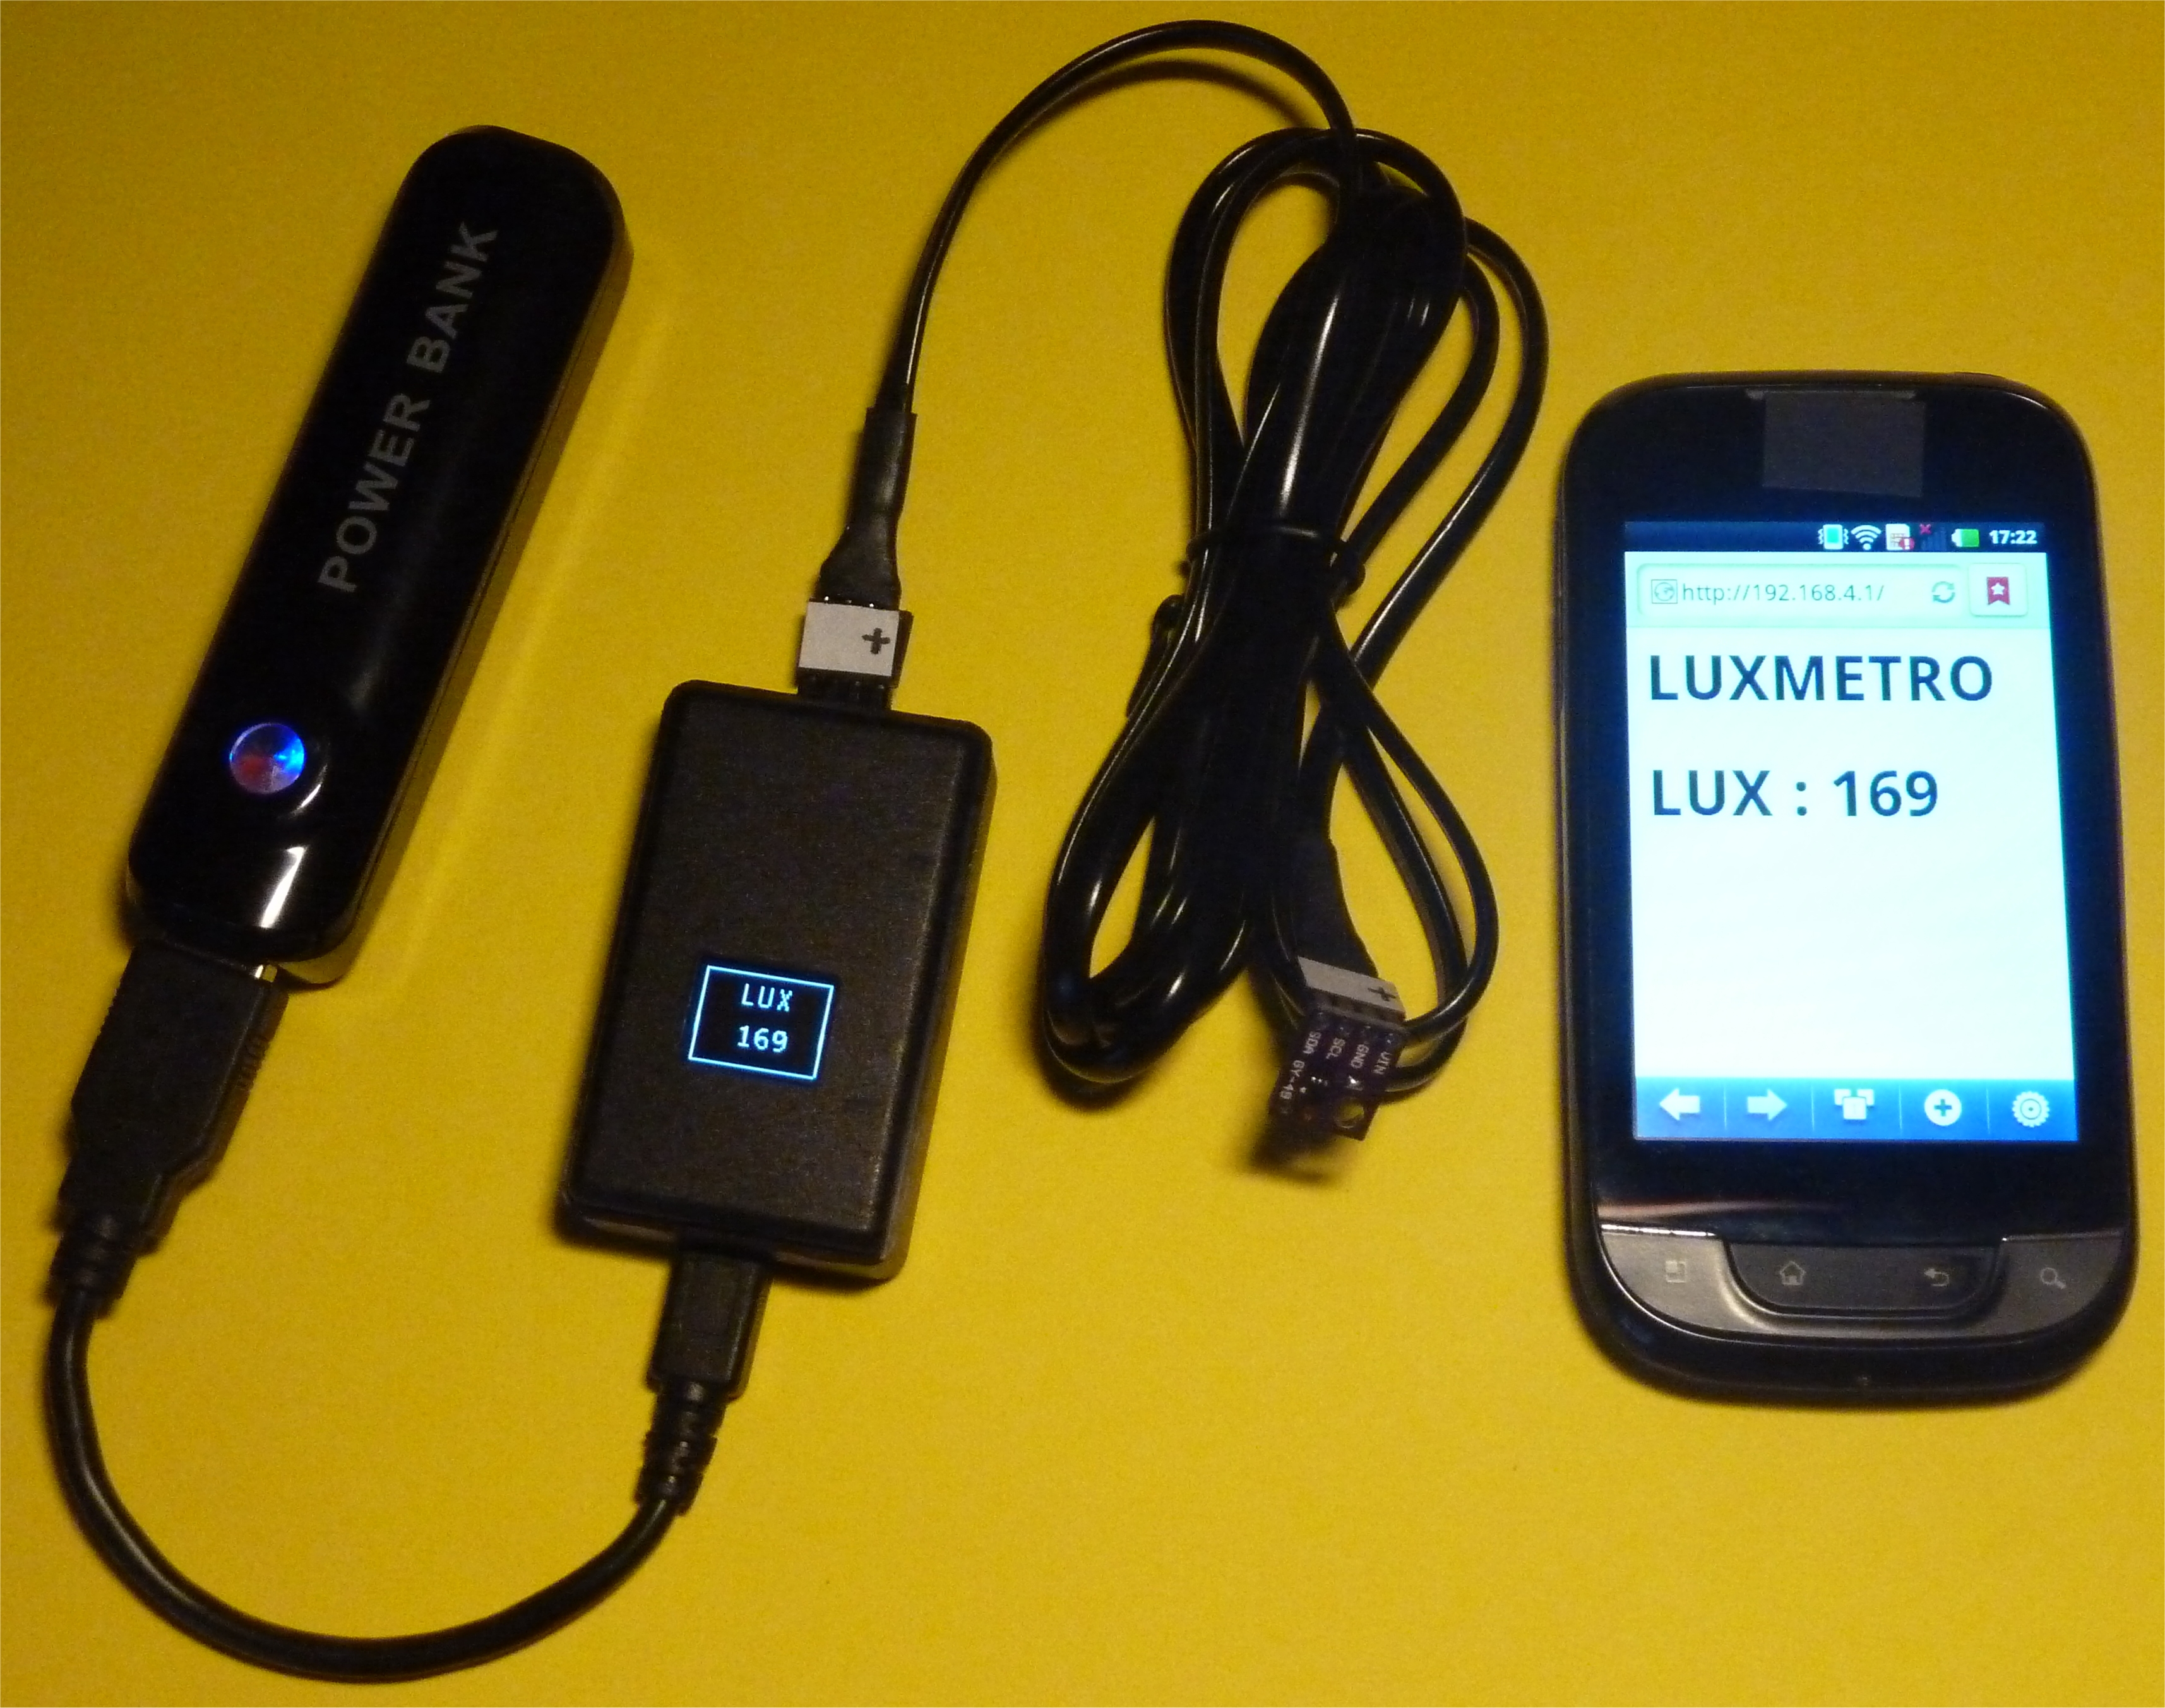 POWER BANK
+
LUX
169
+
VIN
GND
SCL
SDA GY-49
17:22
http://192.168.4.1/
LUXMETRO
LUX : 169